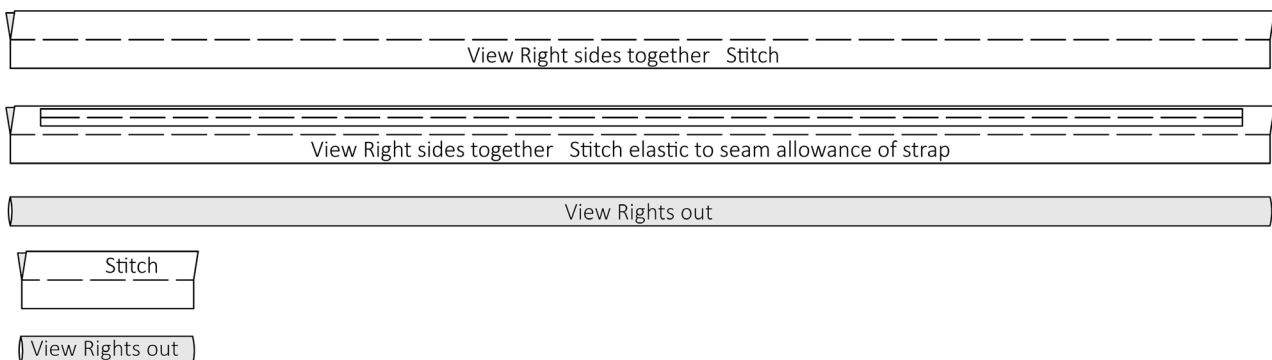 View Right sides together Stitch
View Right sides together Stitch elastic to seam allowance of strap
View Rights out
Stitch
View Rights out